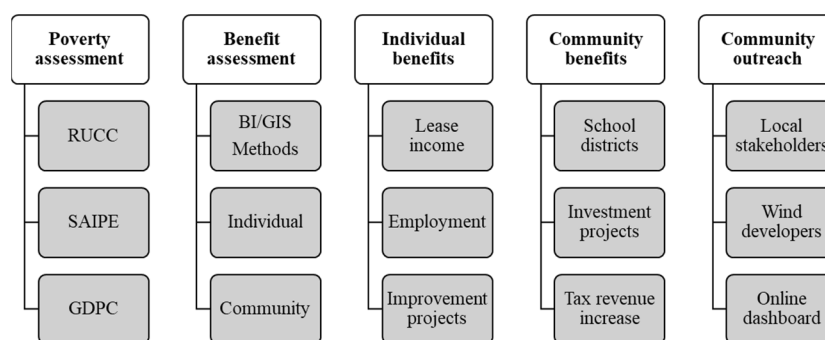 Poverty
assessment
RUCC
SAIPE
GDPC
Benefit
assessment
BI/GIS
Methods
Individual
Community
Individual
benefits
Lease
income
Employment
Improvement
projects
Community
benefits
School
districts
Investment
projects
Tax revenue
increase
Community
outreach
Local
stakeholders
Wind
developers
Online
dashboard